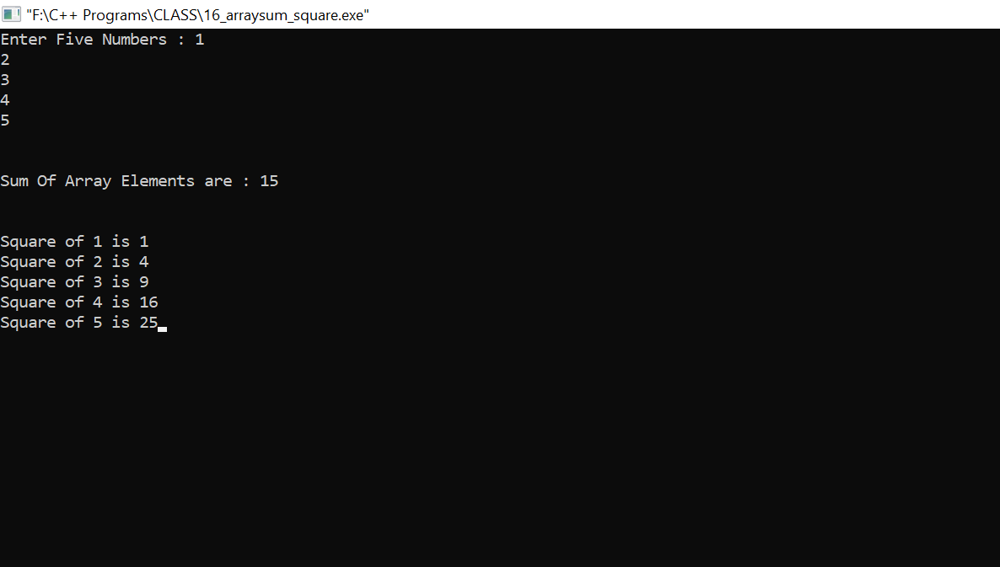 "F:\C++ Programs\CLASS\16_arraysum_square.exe"
Enter Five Numbers : 1
2
3
4
5
Sum Of Array Elements are : 15
Square of 1 is 1
Square of 2 is 4
Square of 3 is 9
Square of 4 is 16
Square of 5 is 25